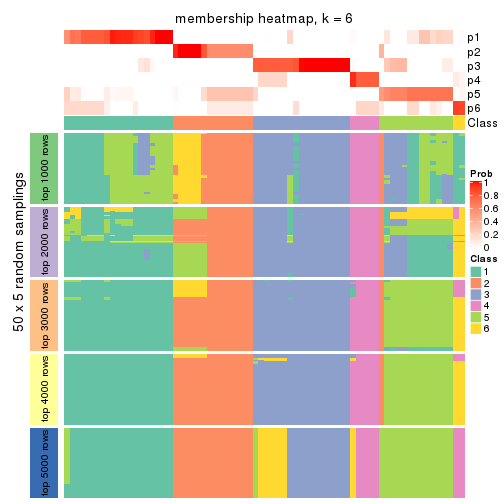 membership heatmap, k = 6
p1
p2
p3
p4
p5
p6
Class
50 x 5 random samplings
top 1000 rows
top 2000 rows
top 3000 rows
top 4000 rows
top 5000 rows
Prob
1
0.8
0.6
0.4
0.2
0
Class
1
2
3
4
5
6